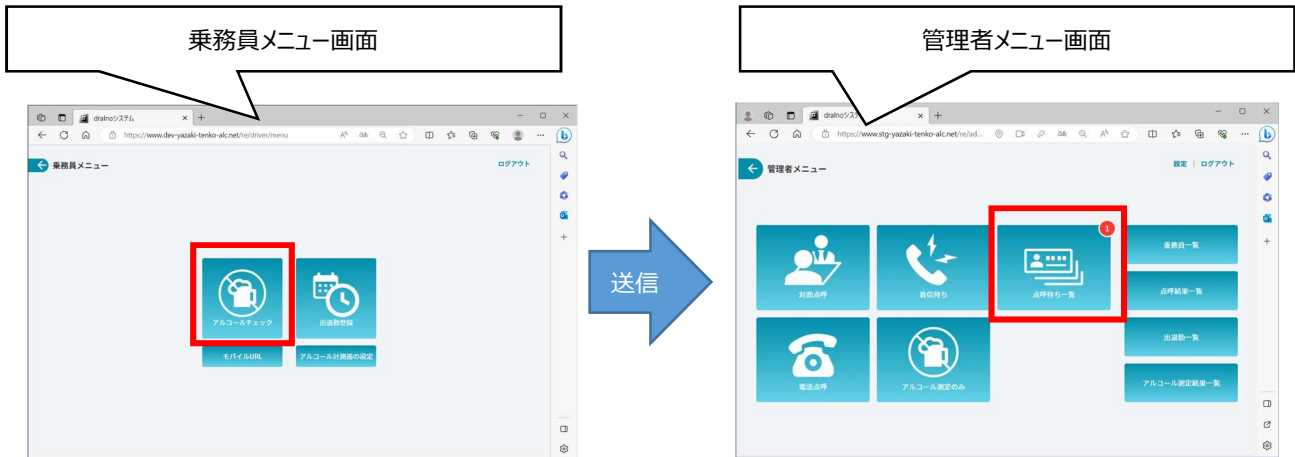 乗務員メニュー画面
管理者メニュー画面
dralnoシステム
https://www.dev-yazaki-tenko-alc.net/re/driver/menu
乗務員メニュー
ログアウト
アルコールチェック
出退勤登録
モバイルURL
アルコール計測器の設定
送信
https://www.stg-yazaki-tenko-alc.net/re/ad...
管理者メニュー
設定 | ログアウト
対面点呼
着信待ち
1
点呼待ち一覧
乗務員一覧
点呼結果一覧
電話点呼
アルコール測定のみ
出退勤一覧
アルコール測定結果一覧